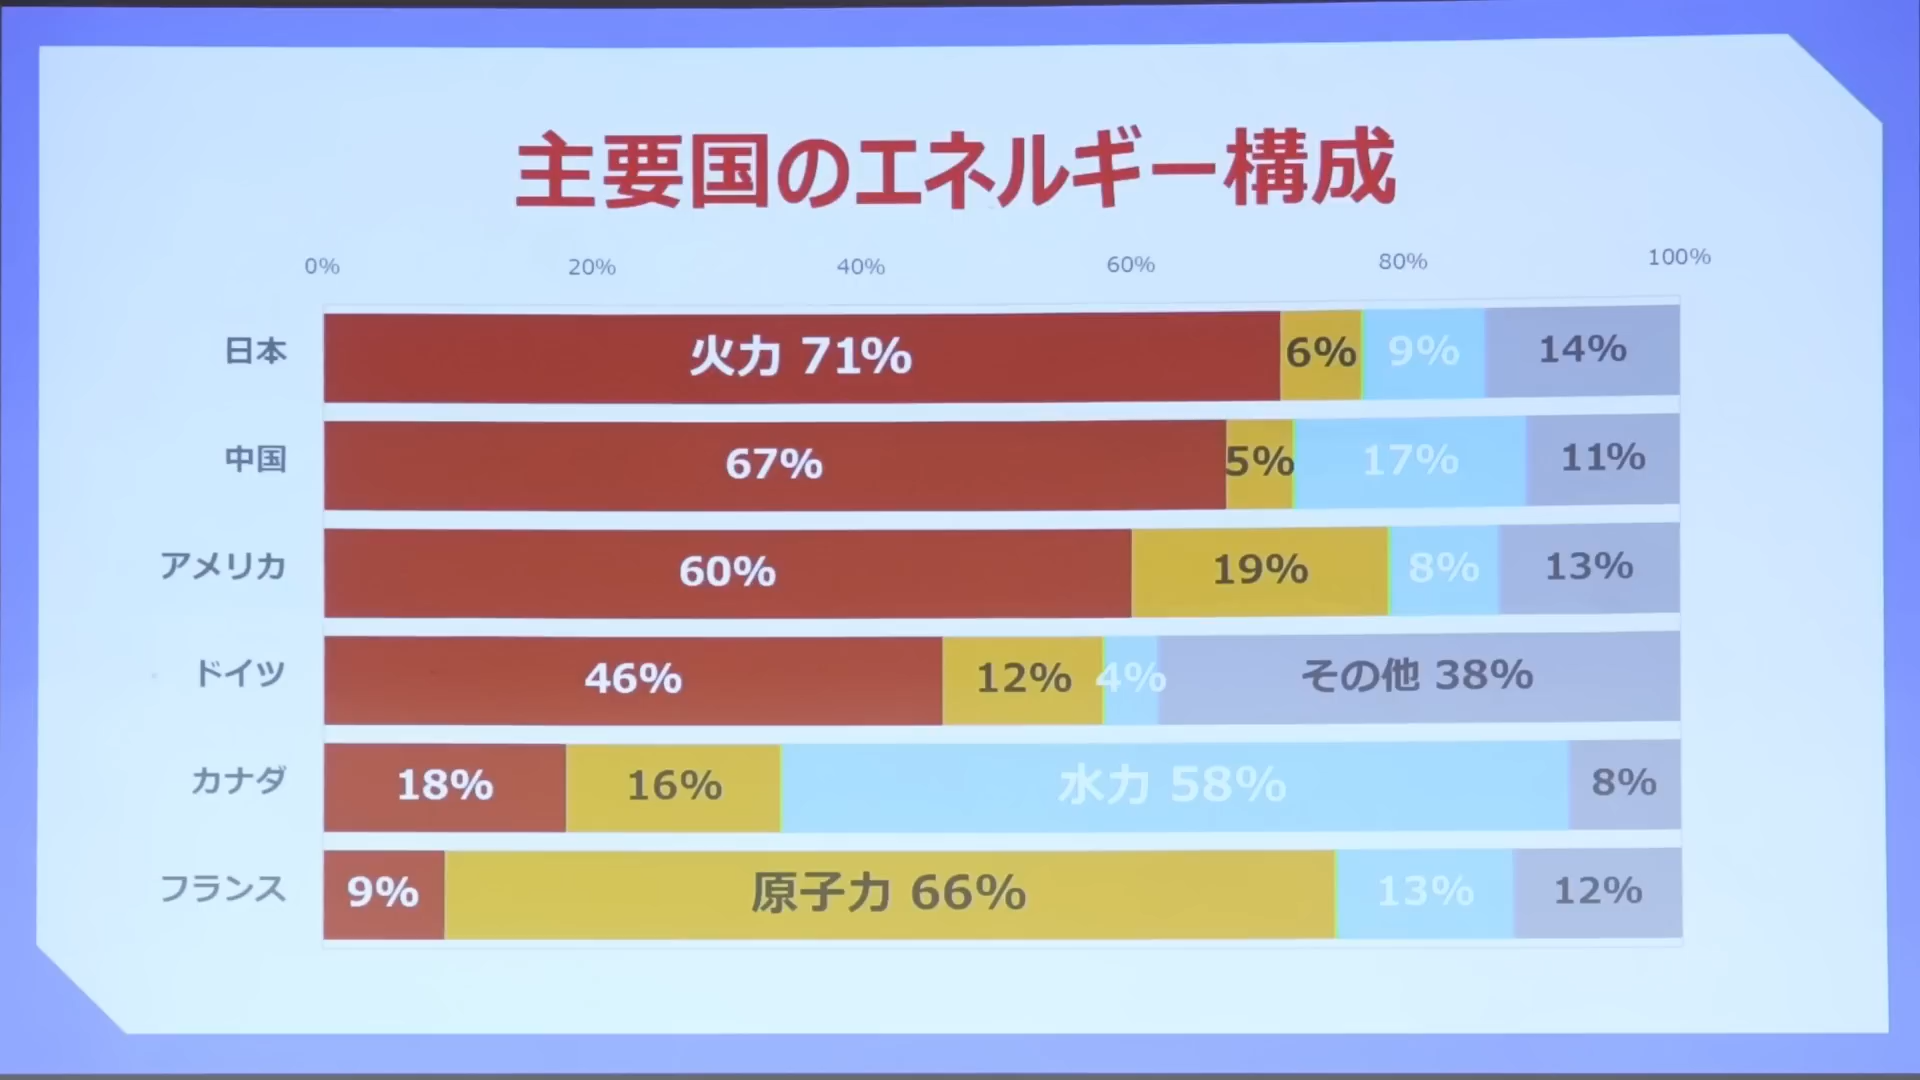 主要国のエネルギー構成
0% 20% 40% 60% 80% 100%
日本 火力 71% 6% 9% 14%
中国 67% 5% 17% 11%
アメリカ 60% 19% 8% 13%
ドイツ 46% 12% 4% その他 38%
カナダ 18% 16% 水力 58% 8%
フランス 9% 原子力 66% 13% 12%